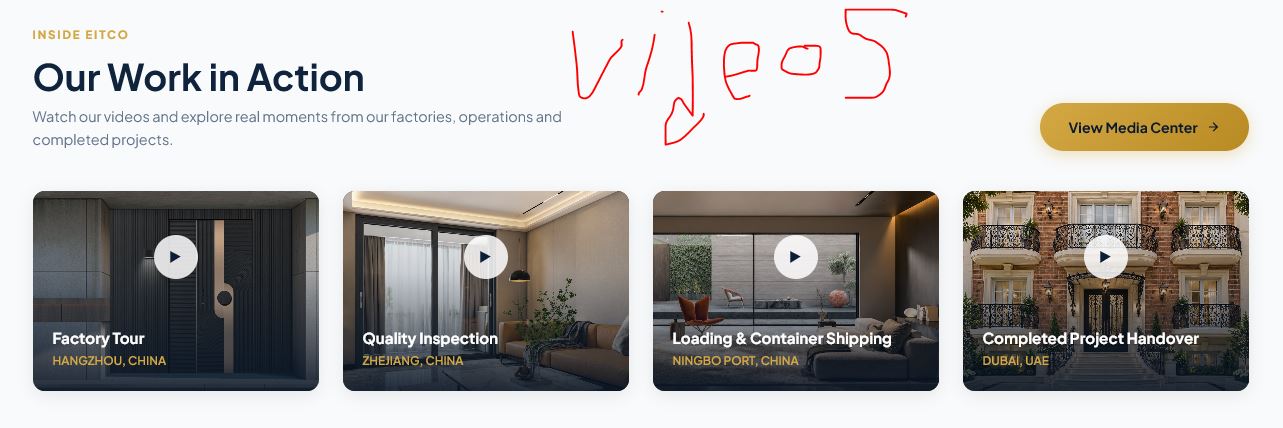 INSIDE EITCO
Our Work in Action
Watch our videos and explore real moments from our factories, operations and
completed projects.
videos
View Media Center →
Factory Tour
HANGZHOU, CHINA
Quality Inspection
ZHEJIANG, CHINA
Loading & Container Shipping
NINGBO PORT, CHINA
Completed Project Handover
DUBAI, UAE